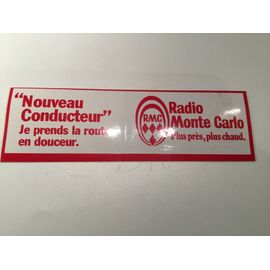 “Nouveau
Conducteur”
Je prends la route
en douceur.
RMC
Radio
Monte Carlo
Plus près, plus chaud.